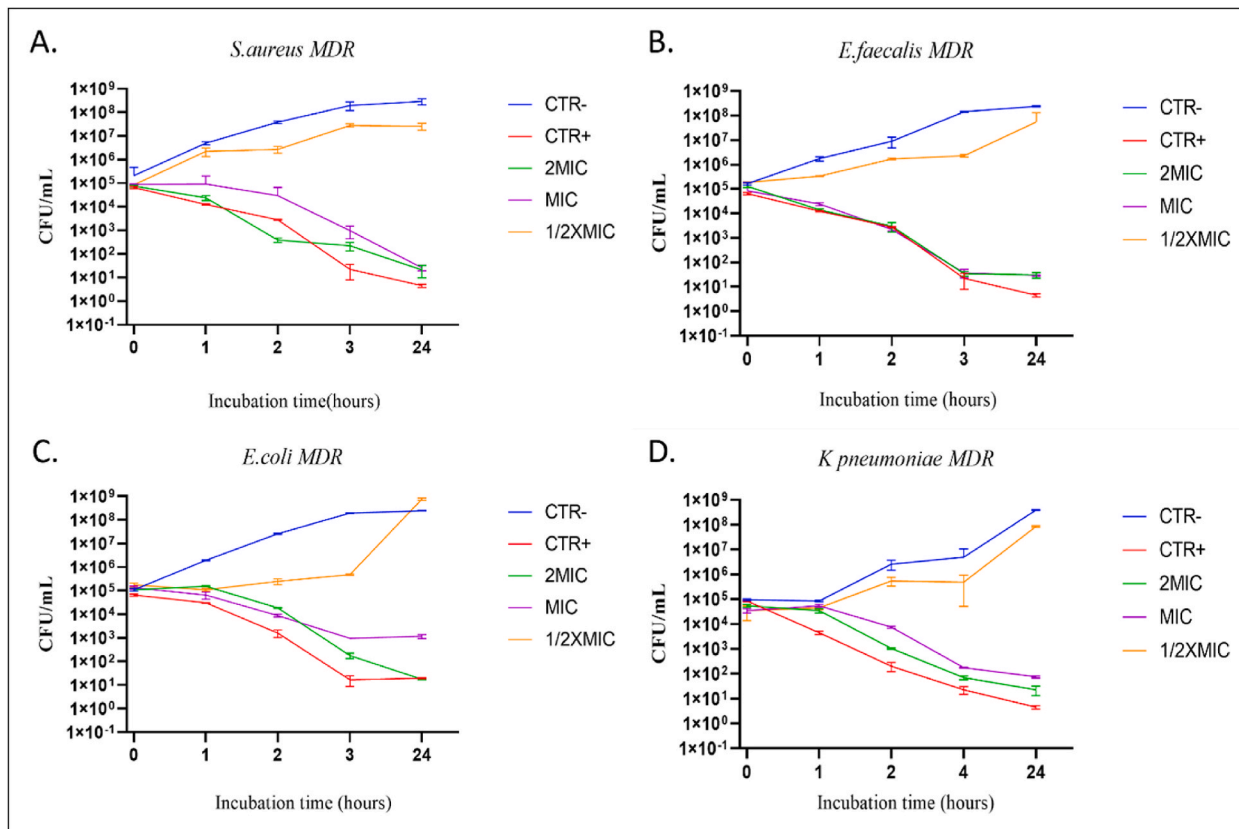 A.
S.aureus MDR
CFU/mL
1×10⁹
1×10⁸
1×10⁷
1×10⁶
1×10⁵
1×10⁴
1×10³
1×10²
1×10¹
1×10⁰
1×10⁻¹
0 1 2 3 24
Incubation time(hours)
CTR-
CTR+
2MIC
MIC
1/2XMIC
B.
E.faecalis MDR
CFU/mL
1×10⁹
1×10⁸
1×10⁷
1×10⁶
1×10⁵
1×10⁴
1×10³
1×10²
1×10¹
1×10⁰
1×10⁻¹
0 1 2 3 24
Incubation time (hours)
CTR-
CTR+
2MIC
MIC
1/2XMIC
C.
E.coli MDR
CFU/mL
1×10⁹
1×10⁸
1×10⁷
1×10⁶
1×10⁵
1×10⁴
1×10³
1×10²
1×10¹
1×10⁰
1×10⁻¹
0 1 2 3 24
Incubation time (hours)
CTR-
CTR+
2MIC
MIC
1/2XMIC
D.
K pneumoniae MDR
CFU/mL
1×10⁹
1×10⁸
1×10⁷
1×10⁶
1×10⁵
1×10⁴
1×10³
1×10²
1×10¹
1×10⁰
1×10⁻¹
0 1 2 4 24
Incubation time (hours)
CTR-
CTR+
2MIC
MIC
1/2XMIC